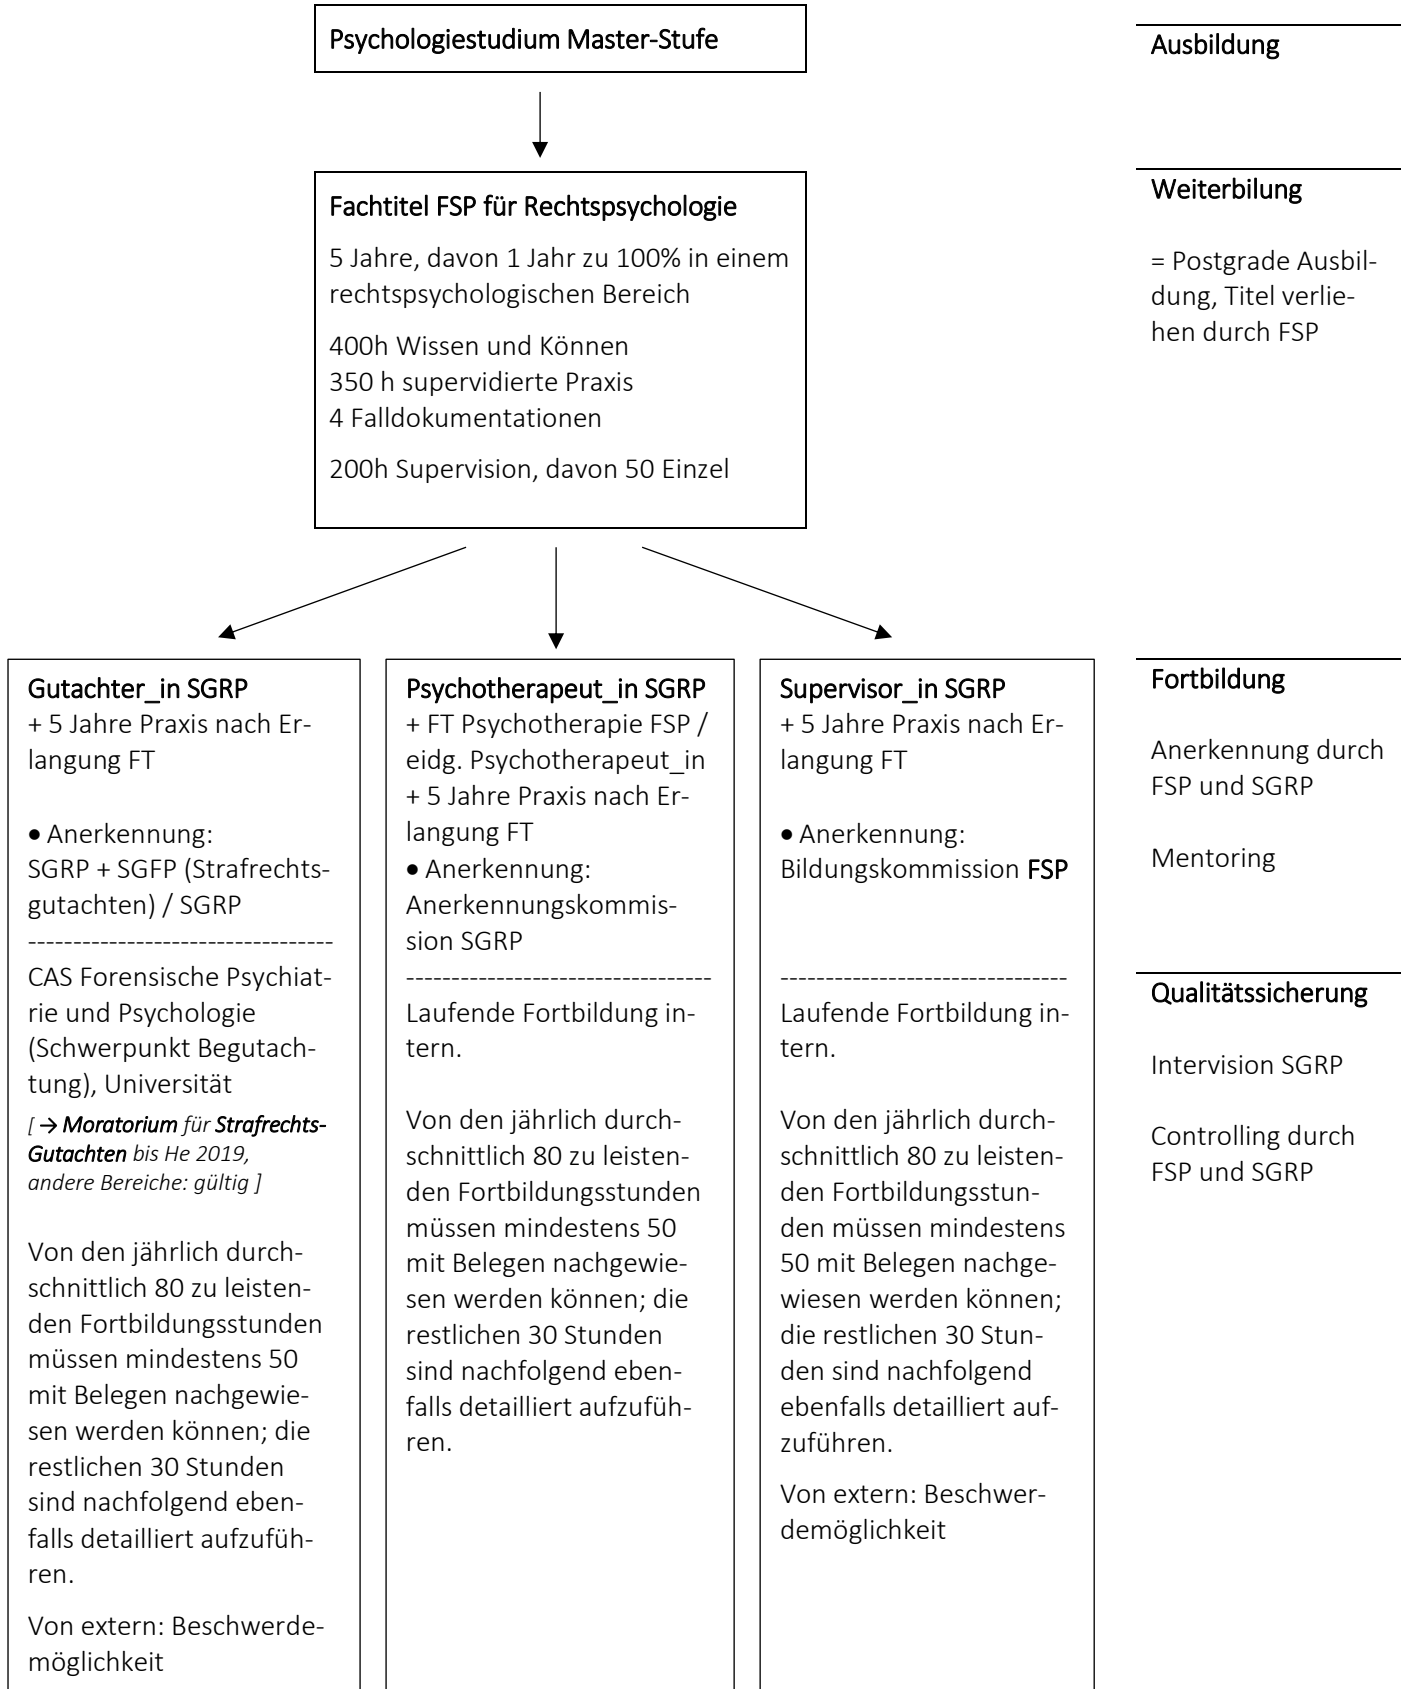 Psychologiestudium Master-Stufe
Ausbildung
Fachtitel FSP für Rechtspsychologie
5 Jahre, davon 1 Jahr zu 100% in einem
rechtspsychologischen Bereich
400h Wissen und Können
350 h supervidierte Praxis
4 Falldokumentationen
200h Supervision, davon 50 Einzel
Weiterbilung
= Postgrade Ausbil-
dung, Titel verlie-
hen durch FSP
Gutachter_in SGRP
+ 5 Jahre Praxis nach Er-
langung FT
• Anerkennung:
SGRP + SGFP (Strafrechts-
gutachten) / SGRP
----------------------------------
CAS Forensische Psychiat-
rie und Psychologie
(Schwerpunkt Begutach-
tung), Universität
[ → Moratorium für Strafrechts-
Gutachten bis He 2019,
andere Bereiche: gültig ]
Von den jährlich durch-
schnittlich 80 zu leisten-
den Fortbildungsstunden
müssen mindestens 50
mit Belegen nachgewie-
sen werden können; die
restlichen 30 Stunden
sind nachfolgend eben-
falls detailliert aufzufüh-
ren.
Von extern: Beschwerde-
möglichkeit
Psychotherapeut_in SGRP
+ FT Psychotherapie FSP /
eidg. Psychotherapeut_in
+ 5 Jahre Praxis nach Er-
langung FT
• Anerkennung:
Anerkennungskommis-
sion SGRP
----------------------------------
Laufende Fortbildung in-
tern.
Von den jährlich durch-
schnittlich 80 zu leisten-
den Fortbildungsstunden
müssen mindestens 50
mit Belegen nachgewie-
sen werden können; die
restlichen 30 Stunden
sind nachfolgend eben-
falls detailliert aufzufüh-
ren.
Supervisor_in SGRP
+ 5 Jahre Praxis nach Er-
langung FT
• Anerkennung:
Bildungskommission FSP
--------------------------------
Laufende Fortbildung in-
tern.
Von den jährlich durch-
schnittlich 80 zu leisten-
den Fortbildungsstun-
den müssen mindestens
50 mit Belegen nachge-
wiesen werden können;
die restlichen 30 Stun-
den sind nachfolgend
ebenfalls detailliert auf-
zuführen.
Von extern: Beschwer-
demöglichkeit
Fortbildung
Anerkennung durch
FSP und SGRP
Mentoring
Qualitätssicherung
Intervision SGRP
Controlling durch
FSP und SGRP